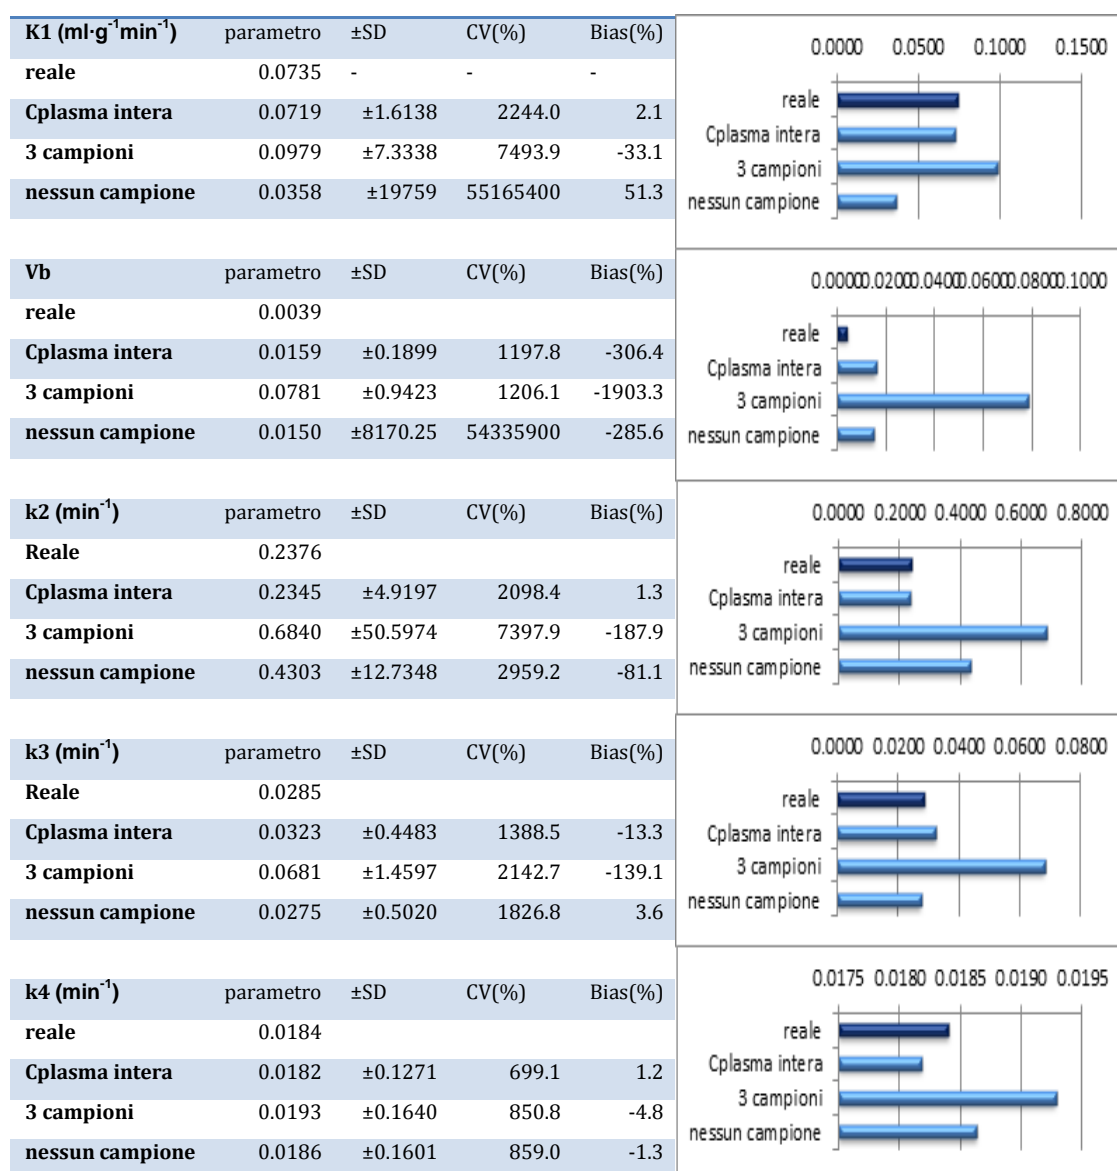 K1 (ml·g⁻¹min⁻¹) parametro ±SD CV(%) Bias(%)
reale 0.0735 - - -
Cplasma intera 0.0719 ±1.6138 2244.0 2.1
3 campioni 0.0979 ±7.3338 7493.9 -33.1
nessun campione 0.0358 ±19759 55165400 51.3
0.0000 0.0500 0.1000 0.1500
reale
Cplasma intera
3 campioni
nessun campione
Vb parametro ±SD CV(%) Bias(%)
reale 0.0039
Cplasma intera 0.0159 ±0.1899 1197.8 -306.4
3 campioni 0.0781 ±0.9423 1206.1 -1903.3
nessun campione 0.0150 ±8170.25 54335900 -285.6
0.0000 0.0200 0.0400 0.0600 0.0800 0.1000
reale
Cplasma intera
3 campioni
nessun campione
k2 (min⁻¹) parametro ±SD CV(%) Bias(%)
Reale 0.2376
Cplasma intera 0.2345 ±4.9197 2098.4 1.3
3 campioni 0.6840 ±50.5974 7397.9 -187.9
nessun campione 0.4303 ±12.7348 2959.2 -81.1
0.0000 0.2000 0.4000 0.6000 0.8000
reale
Cplasma intera
3 campioni
nessun campione
k3 (min⁻¹) parametro ±SD CV(%) Bias(%)
Reale 0.0285
Cplasma intera 0.0323 ±0.4483 1388.5 -13.3
3 campioni 0.0681 ±1.4597 2142.7 -139.1
nessun campione 0.0275 ±0.5020 1826.8 3.6
0.0000 0.0200 0.0400 0.0600 0.0800
reale
Cplasma intera
3 campioni
nessun campione
k4 (min⁻¹) parametro ±SD CV(%) Bias(%)
reale 0.0184
Cplasma intera 0.0182 ±0.1271 699.1 1.2
3 campioni 0.0193 ±0.1640 850.8 -4.8
nessun campione 0.0186 ±0.1601 859.0 -1.3
0.0175 0.0180 0.0185 0.0190 0.0195
reale
Cplasma intera
3 campioni
nessun campione